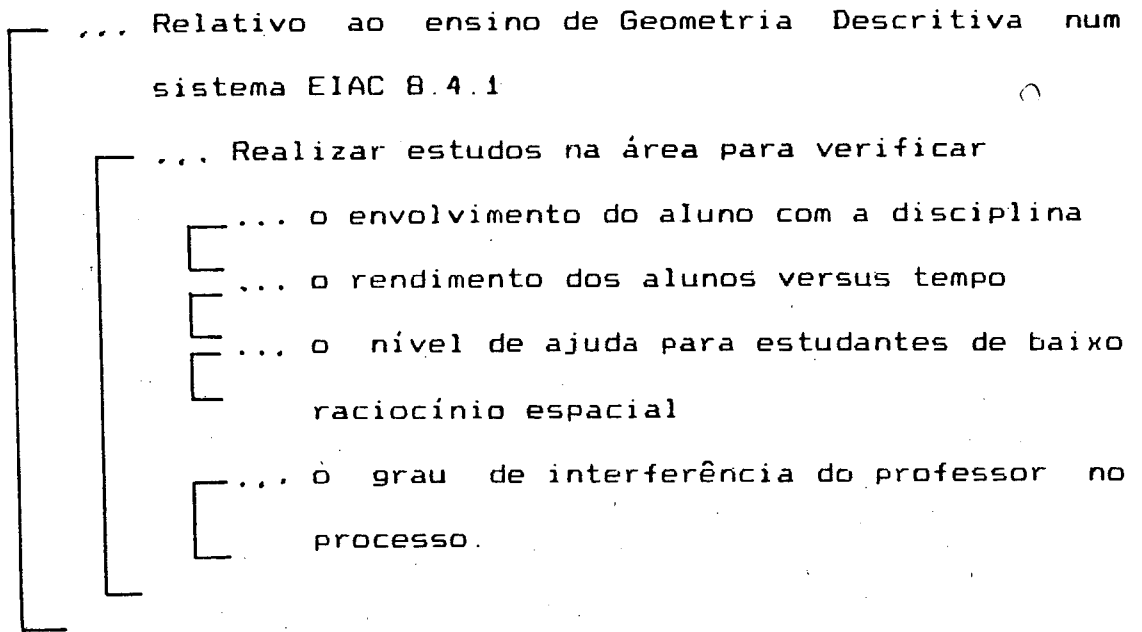 ... Relativo ao ensino de Geometria Descritiva num
sistema EIAC 8.4.1
... Realizar estudos na área para verificar
... o envolvimento do aluno com a disciplina
... o rendimento dos alunos versus tempo
... o nível de ajuda para estudantes de baixo
raciocínio espacial
... o grau de interferência do professor no
processo.